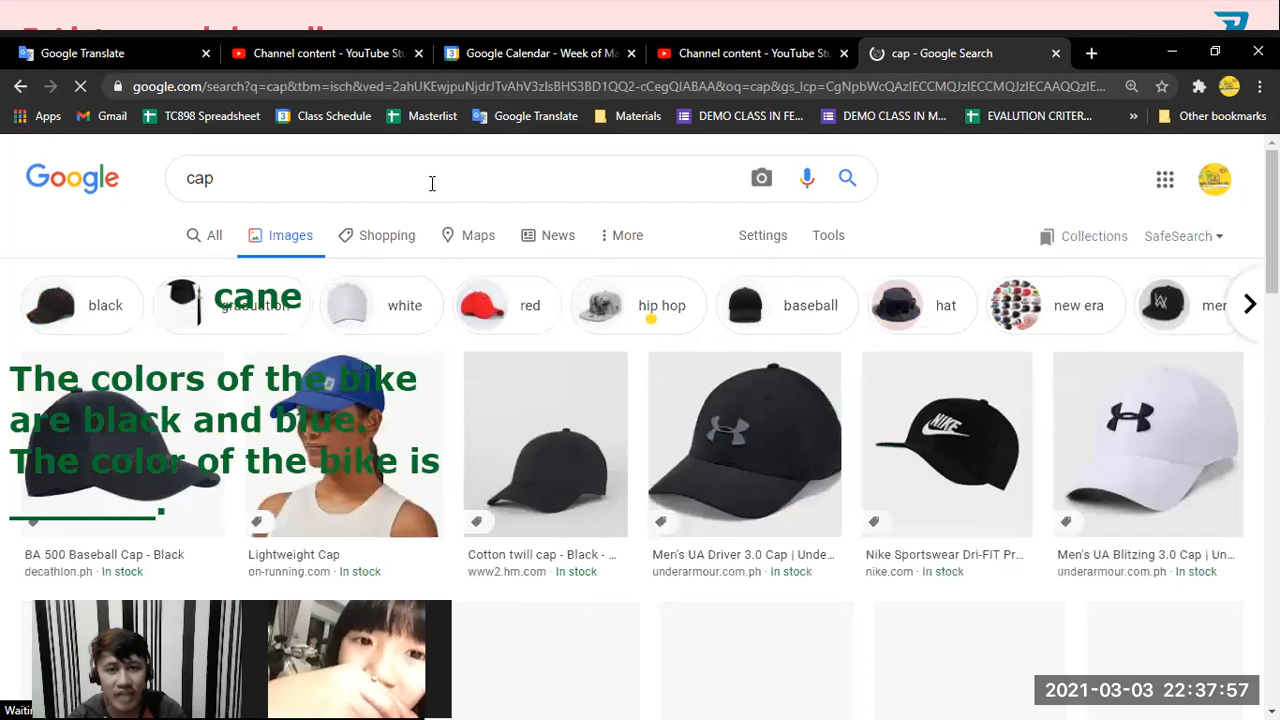 Google Translate
Channel content - YouTube Stu
Google Calendar - Week of Ma
Channel content - YouTube Stu
cap - Google Search
google.com/search?q=cap&tbm=isch&ved=2ahUKEwjpuNjdrJTvAhV3zIsBHS3BD1QQ2-cCegQIABAA&oq=cap&gs_lcp=CgNpbWcQAzIECCMQJzIECCMQJzIECAAQQzIE...
Apps
Gmail
TC898 Spreadsheet
Class Schedule
Masterlist
Google Translate
Materials
DEMO CLASS IN FE...
DEMO CLASS IN M...
EVALUTION CRITER...
Other bookmarks
Google
cap
All
Images
Shopping
Maps
News
More
Settings
Tools
Collections
SafeSearch
black
graduation
cane
white
red
hip hop
baseball
hat
new era
mer
The colors of the bike
are black and blue.
The color of the bike is
__________.
NIKE
BA 500 Baseball Cap - Black
decathlon.ph · In stock
Lightweight Cap
on-running.com · In stock
Cotton twill cap - Black - ...
www2.hm.com · In stock
Men's UA Driver 3.0 Cap | Unde...
underarmour.com.ph · In stock
Nike Sportswear Dri-FIT Pr...
nike.com · In stock
Men's UA Blitzing 3.0 Cap | Un...
underarmour.com.ph · In stock
Waitin
2021-03-03 22:37:57